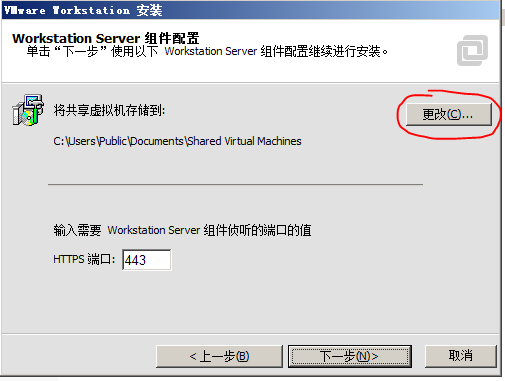 VMware Workstation 安装
Workstation Server 组件配置
单击“下一步”使用以下 Workstation Server 组件配置继续进行安装。
将共享虚拟机存储到:
更改(C)...
C:\Users\Public\Documents\Shared Virtual Machines
输入需要 Workstation Server 组件侦听的端口的值
HTTPS 端口: 443
<上一步(B)
下一步(N)>
取消